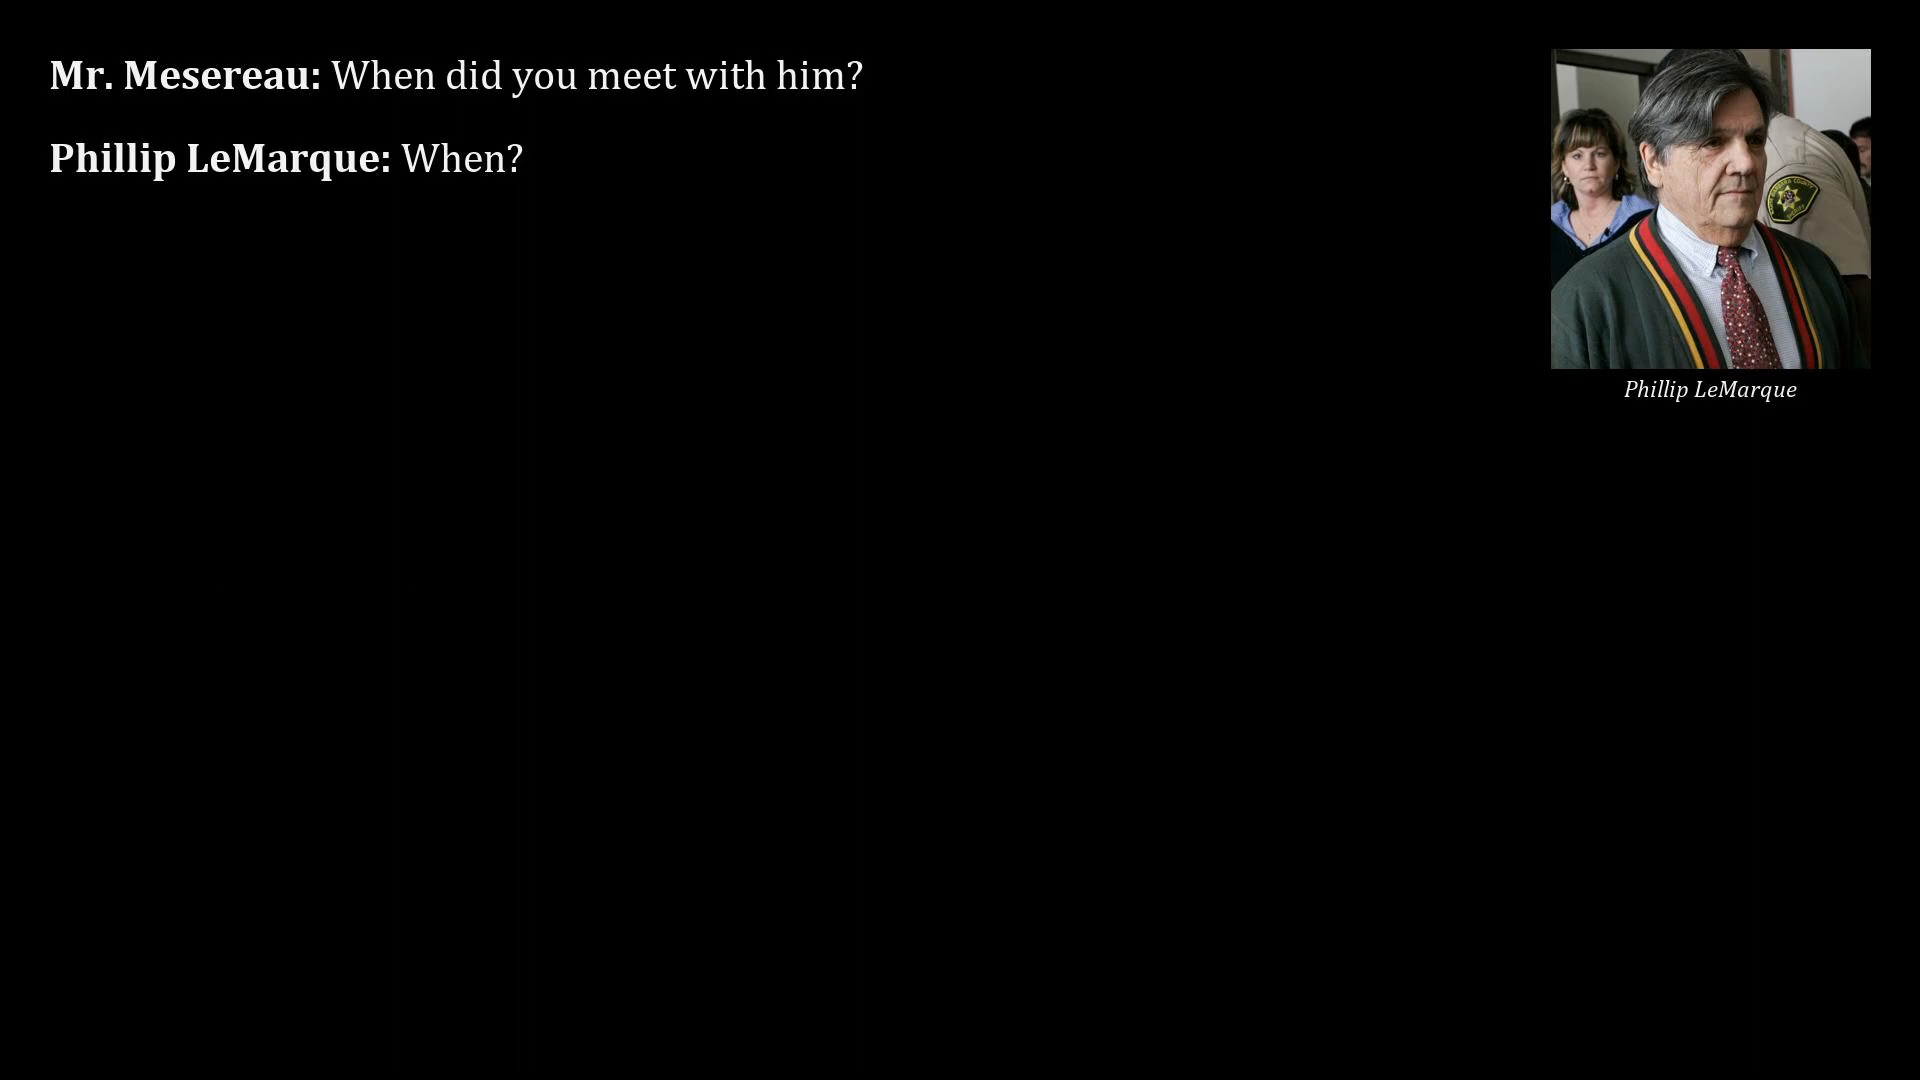 Mr. Mesereau: When did you meet with him?
Phillip LeMarque: When?
Phillip LeMarque